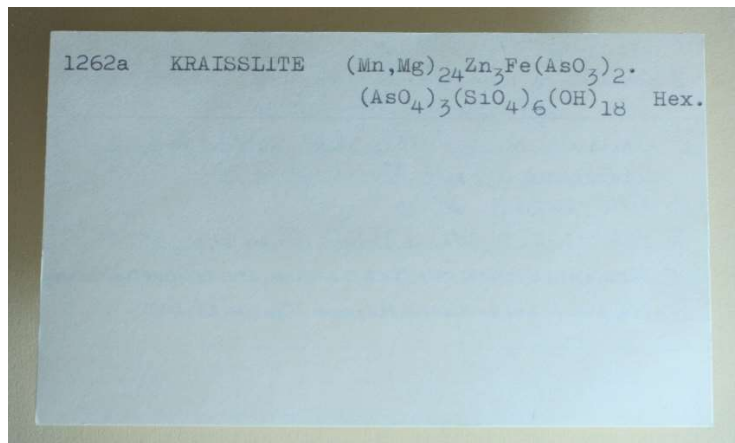 1262a KRAISSLITE (Mn,Mg)₂₄Zn₃Fe(AsO₃)₂.
(AsO₄)₃(SiO₄)₆(OH)₁₈ Hex.